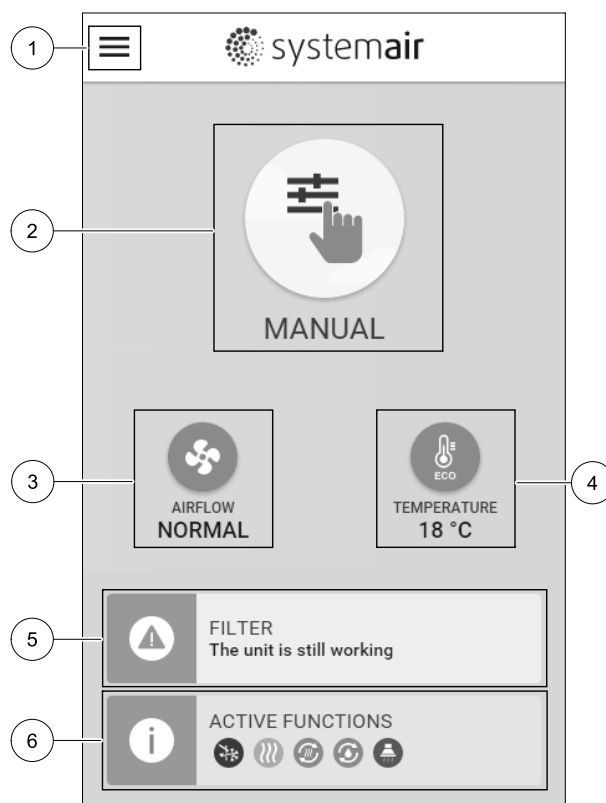 1
systemair
2
MANUAL
3
AIRFLOW
NORMAL
ECO
TEMPERATURE
18 °C
4
5
FILTER
The unit is still working
6
ACTIVE FUNCTIONS